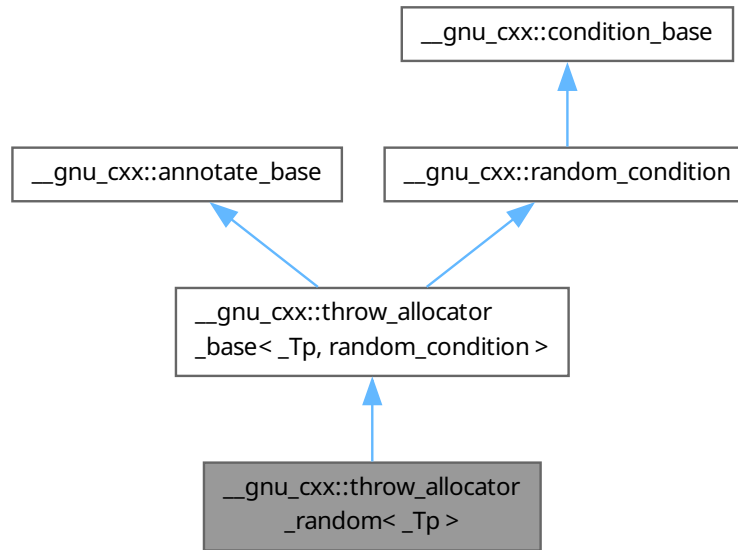 __gnu_cxx::condition_base
__gnu_cxx::annotate_base
__gnu_cxx::random_condition
__gnu_cxx::throw_allocator
_base< _Tp, random_condition >
__gnu_cxx::throw_allocator
_random< _Tp >